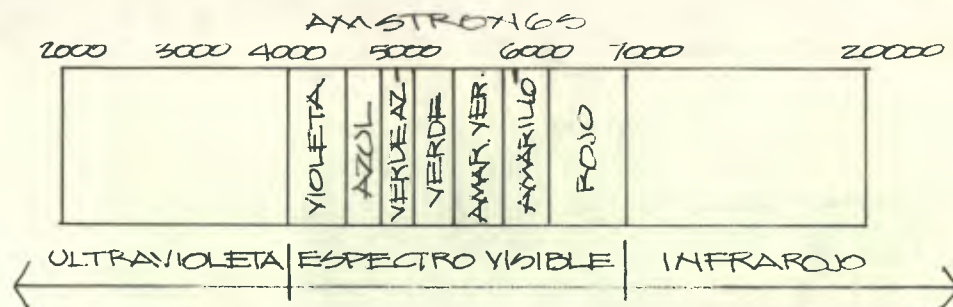 AMSTRONGS
2000 3000 4000 5000 6000 7000 20000
VIOLETA
AZUL
VERDE AZ-
VERDE
AMAR. VER.
AMARILLO
ROJO
ULTRAVIOLETA ESPECTRO VISIBLE INFRAROJO